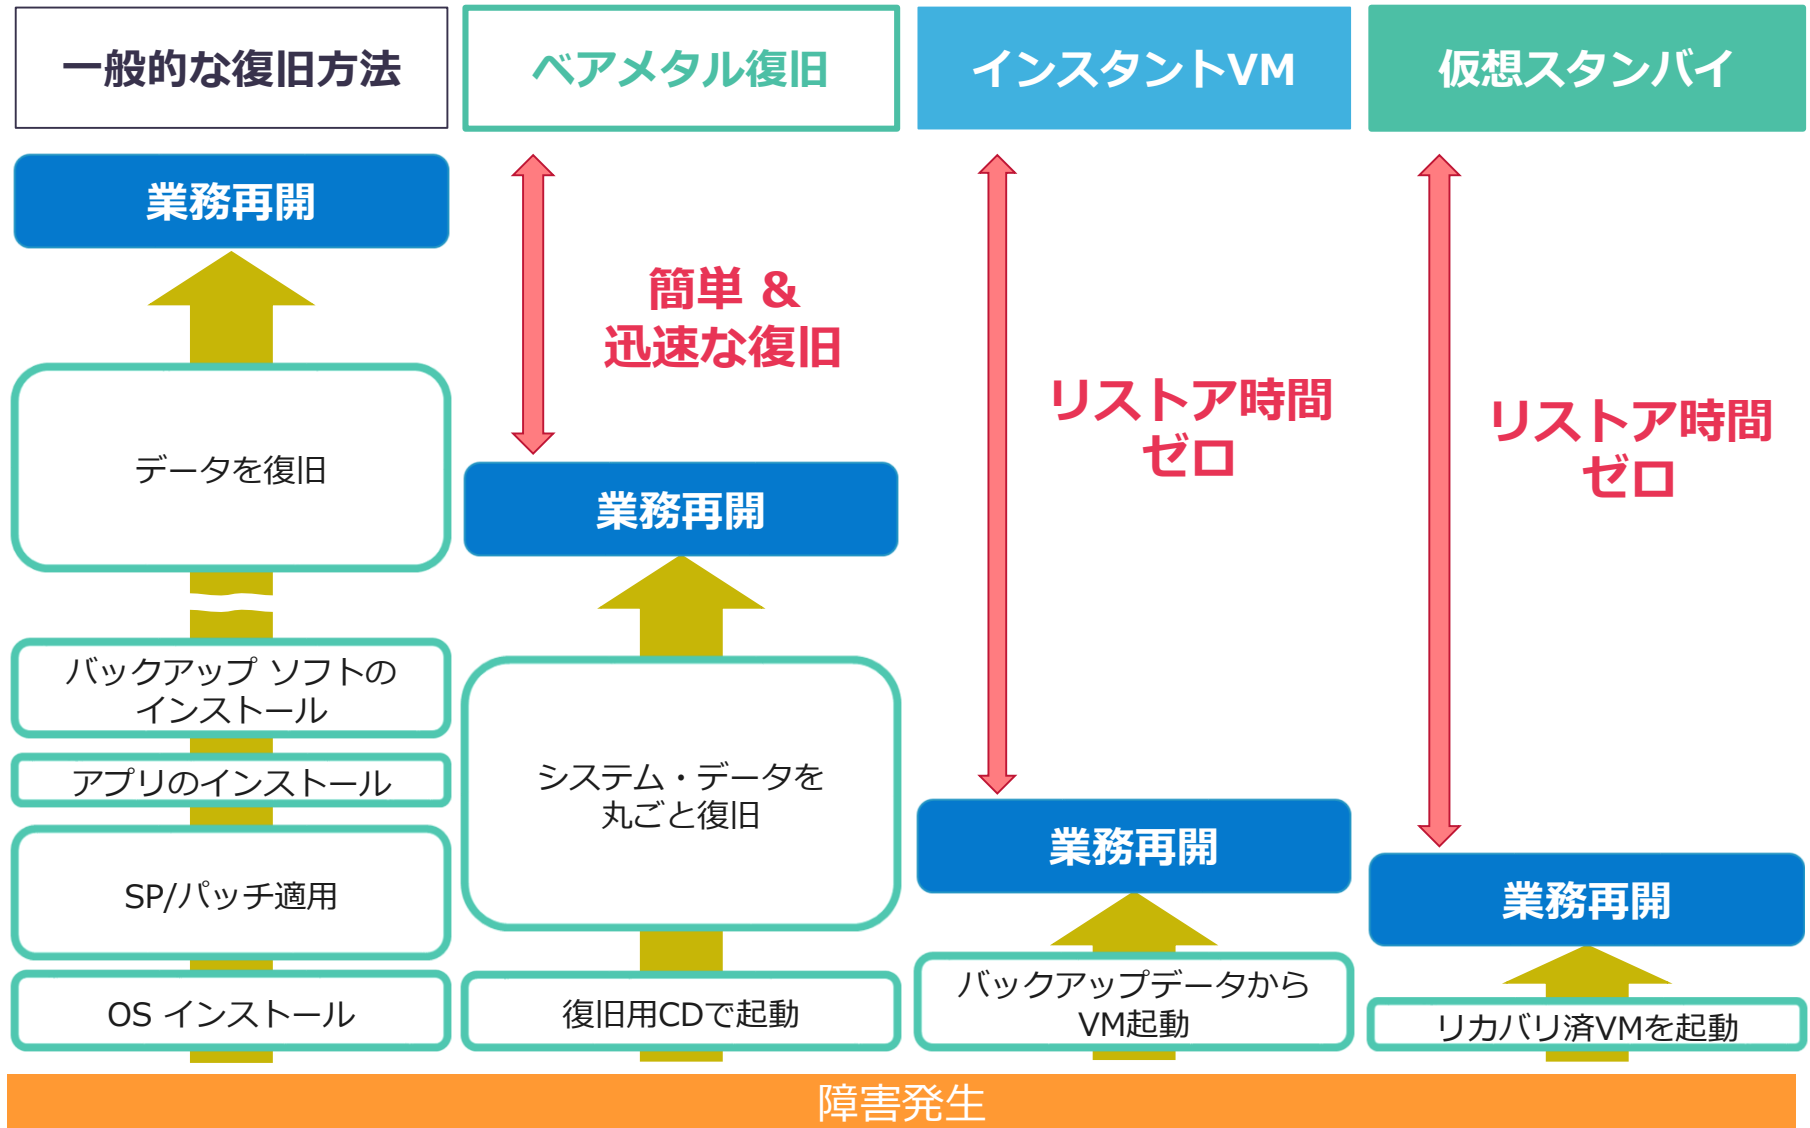 一般的な復旧方法
ベアメタル復旧
インスタントVM
仮想スタンバイ
業務再開
データを復旧
バックアップ ソフトの
インストール
アプリのインストール
SP/パッチ適用
OS インストール
簡単 &
迅速な復旧
業務再開
システム・データを
丸ごと復旧
復旧用CDで起動
リストア時間
ゼロ
業務再開
バックアップデータから
VM起動
リストア時間
ゼロ
業務再開
リカバリ済VMを起動
障害発生